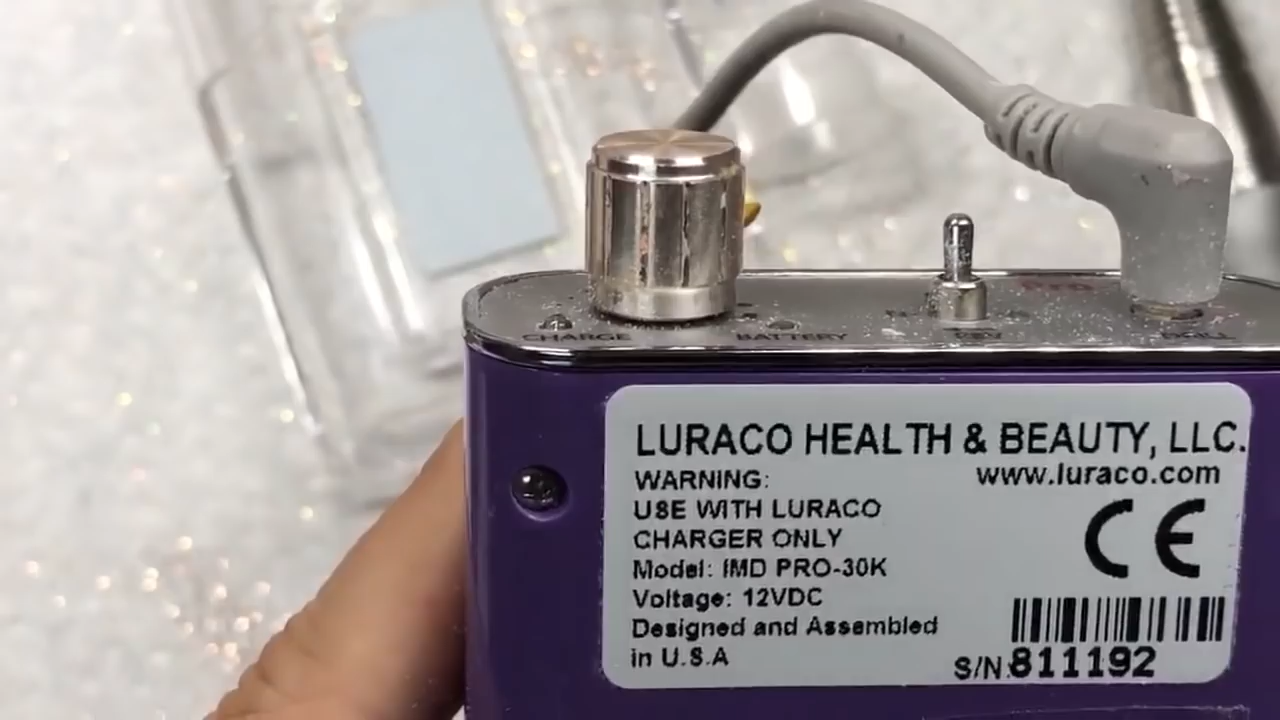 CHARGE
BATTERY
LURACO HEALTH & BEAUTY, LLC.
www.luraco.com
WARNING:
USE WITH LURACO
CHARGER ONLY
Model: IMD PRO-30K
Voltage: 12VDC
Designed and Assembled
in U.S.A
CE
S/N:811192